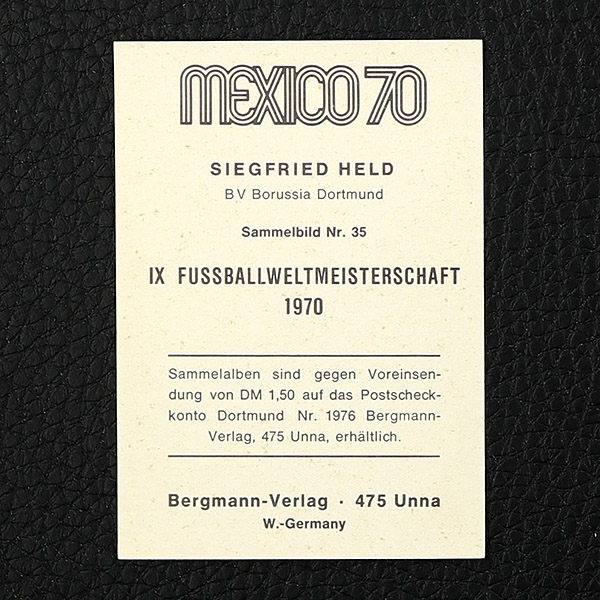 MEXICO 70
SIEGFRIED HELD
BV Borussia Dortmund
Sammelbild Nr. 35
IX FUSSBALLWELTMEISTERSCHAFT
1970
Sammelalben sind gegen Voreinsen-
dung von DM 1,50 auf das Postscheck-
konto Dortmund Nr. 1976 Bergmann-
Verlag, 475 Unna, erhältlich.
Bergmann-Verlag · 475 Unna
W.-Germany